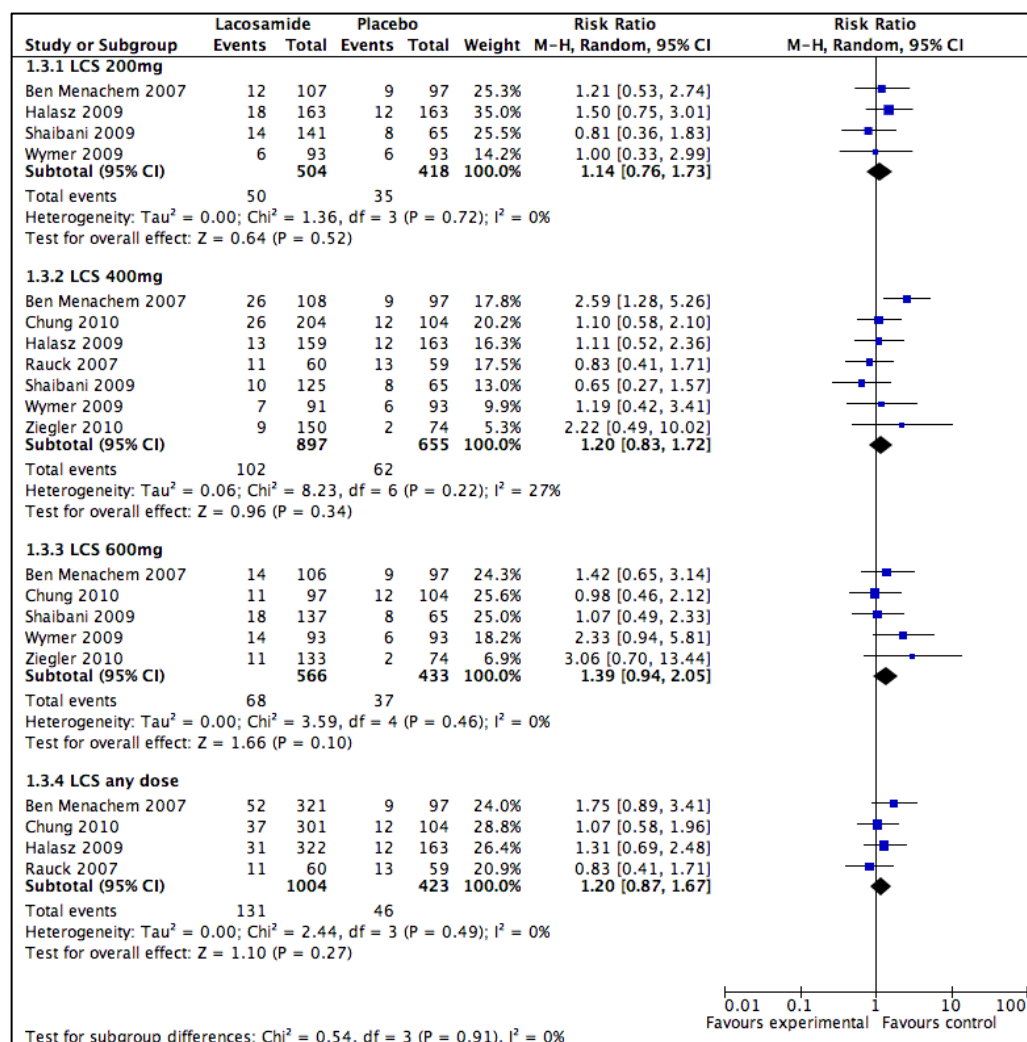 Lacosamide Placebo Risk Ratio Risk Ratio
Study or Subgroup Events Total Events Total Weight M-H, Random, 95% CI M-H, Random, 95% CI
1.3.1 LCS 200mg
Ben Menachem 2007 12 107 9 97 25.3% 1.21 [0.53, 2.74]
Halasz 2009 18 163 12 163 35.0% 1.50 [0.75, 3.01]
Shaibani 2009 14 141 8 65 25.5% 0.81 [0.36, 1.83]
Wymer 2009 6 93 6 93 14.2% 1.00 [0.33, 2.99]
Subtotal (95% CI) 504 418 100.0% 1.14 [0.76, 1.73]
Total events 50 35
Heterogeneity: Tau² = 0.00; Chi² = 1.36, df = 3 (P = 0.72); I² = 0%
Test for overall effect: Z = 0.64 (P = 0.52)
1.3.2 LCS 400mg
Ben Menachem 2007 26 108 9 97 17.8% 2.59 [1.28, 5.26]
Chung 2010 26 204 12 104 20.2% 1.10 [0.58, 2.10]
Halasz 2009 13 159 12 163 16.3% 1.11 [0.52, 2.36]
Rauck 2007 11 60 13 59 17.5% 0.83 [0.41, 1.71]
Shaibani 2009 10 125 8 65 13.0% 0.65 [0.27, 1.57]
Wymer 2009 7 91 6 93 9.9% 1.19 [0.42, 3.41]
Ziegler 2010 9 150 2 74 5.3% 2.22 [0.49, 10.02]
Subtotal (95% CI) 897 655 100.0% 1.20 [0.83, 1.72]
Total events 102 62
Heterogeneity: Tau² = 0.06; Chi² = 8.23, df = 6 (P = 0.22); I² = 27%
Test for overall effect: Z = 0.96 (P = 0.34)
1.3.3 LCS 600mg
Ben Menachem 2007 14 106 9 97 24.3% 1.42 [0.65, 3.14]
Chung 2010 11 97 12 104 25.6% 0.98 [0.46, 2.12]
Shaibani 2009 18 137 8 65 23.0% 1.07 [0.49, 2.33]
Wymer 2009 14 93 6 93 18.2% 2.33 [0.94, 5.81]
Ziegler 2010 11 133 2 74 6.9% 3.06 [0.70, 13.44]
Subtotal (95% CI) 566 433 100.0% 1.39 [0.94, 2.05]
Total events 68 37
Heterogeneity: Tau² = 0.00; Chi² = 3.59, df = 4 (P = 0.46); I² = 0%
Test for overall effect: Z = 1.66 (P = 0.10)
1.3.4 LCS any dose
Ben Menachem 2007 52 321 9 97 24.0% 1.75 [0.89, 3.41]
Chung 2010 37 301 12 104 28.8% 1.07 [0.58, 1.96]
Halasz 2009 31 322 12 163 26.4% 1.31 [0.69, 2.48]
Rauck 2007 11 60 13 59 20.9% 0.83 [0.41, 1.71]
Subtotal (95% CI) 1004 423 100.0% 1.20 [0.87, 1.67]
Total events 131 46
Heterogeneity: Tau² = 0.00; Chi² = 2.44, df = 3 (P = 0.49); I² = 0%
Test for overall effect: Z = 1.10 (P = 0.27)
0.01 0.1 1 10 100
Favours experimental Favours control
Test for subgroup differences: Chi² = 0.54, df = 3 (P = 0.91), I² = 0%